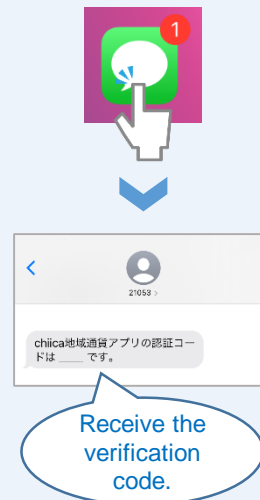 1
21053 >
chiica地域通貨アプリの認証コー
ドは ____ です。
Receive the
verification
code.